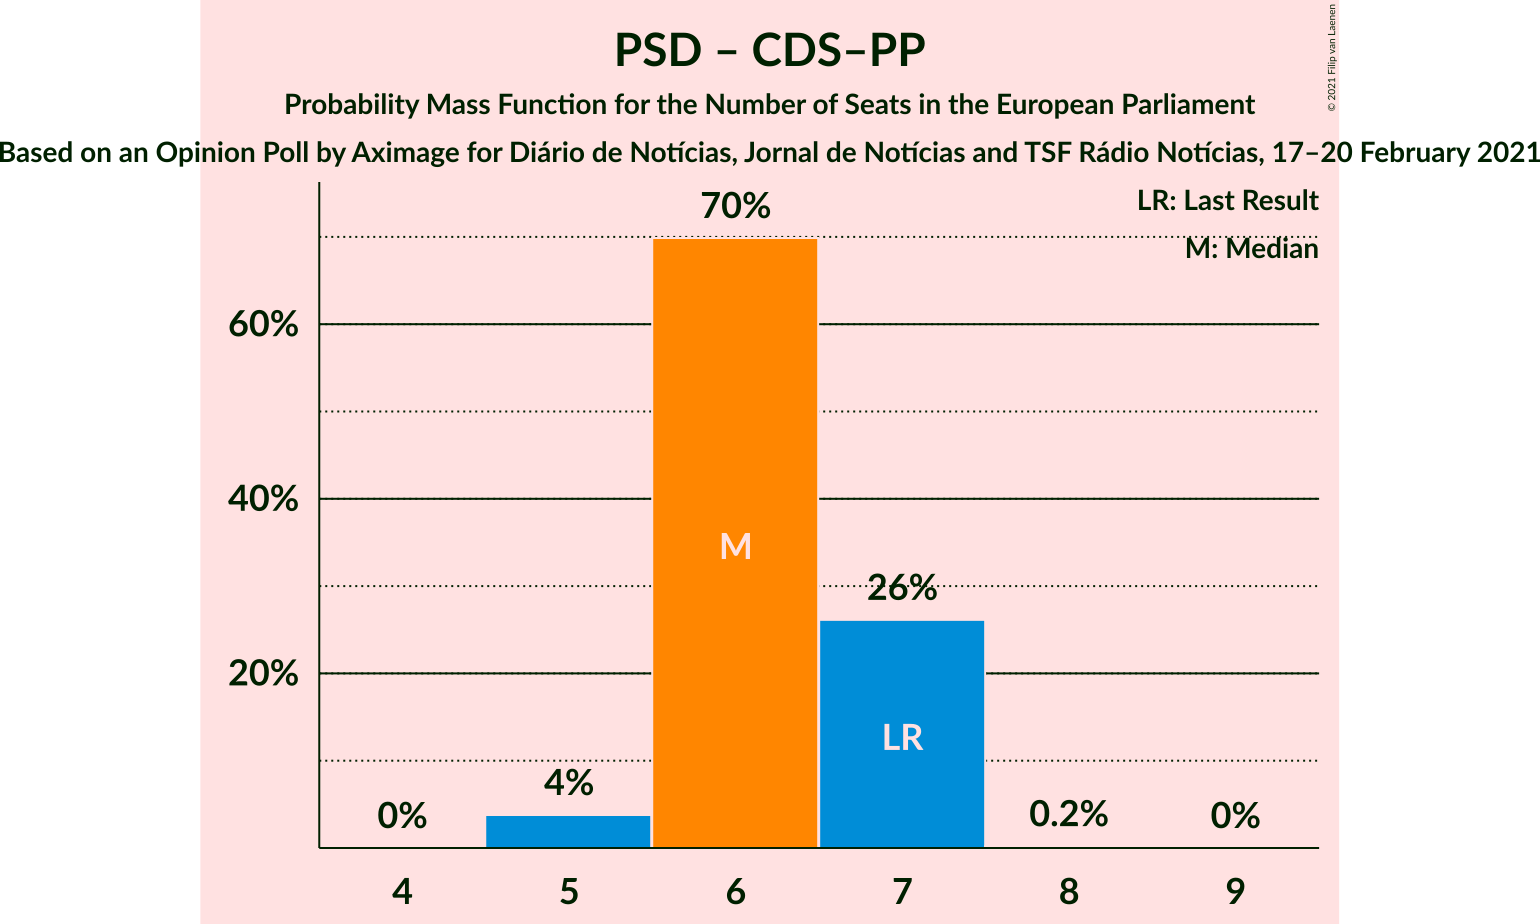 PSD – CDS–PP
Probability Mass Function for the Number of Seats in the European Parliament
Based on an Opinion Poll by Aximage for Diário de Notícias, Jornal de Notícias and TSF Rádio Notícias, 17–20 February 2021
© 2021 Filip van Laenen
LR: Last Result
M: Median
70%
60%
40%
20%
M
26%
LR
4%
0%
0.2%
0%
4 5 6 7 8 9